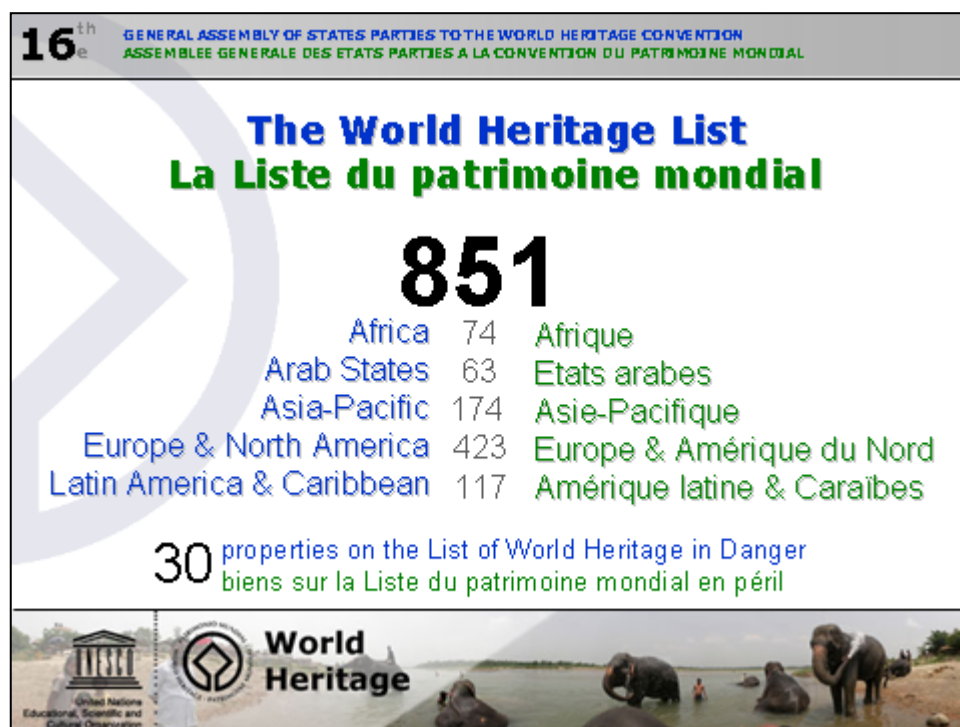 16 th e
GENERAL ASSEMBLY OF STATES PARTIES TO THE WORLD HERITAGE CONVENTION
ASSEMBLEE GENERALE DES ETATS PARTIES A LA CONVENTION DU PATRIMOINE MONDIAL
The World Heritage List
La Liste du patrimoine mondial
851
Africa 74 Afrique
Arab States 63 Etats arabes
Asia-Pacific 174 Asie-Pacifique
Europe & North America 423 Europe & Amérique du Nord
Latin America & Caribbean 117 Amérique latine & Caraïbes
30 properties on the List of World Heritage in Danger
biens sur la Liste du patrimoine mondial en péril
UNESCO
United Nations
Educational, Scientific and
Cultural Organization
World
Heritage